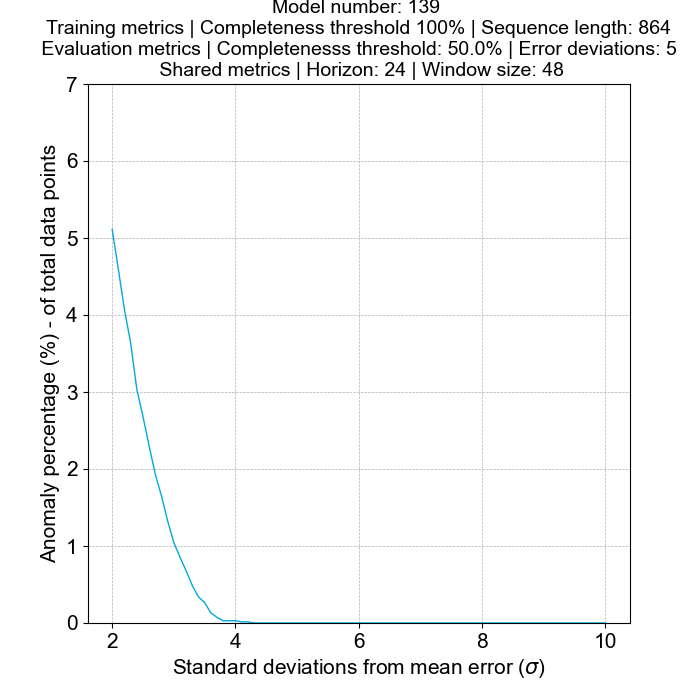 Model number: 139
Training metrics | Completeness threshold 100% | Sequence length: 864
Evaluation metrics | Completenesss threshold: 50.0% | Error deviations: 5
Shared metrics | Horizon: 24 | Window size: 48
7
6
5
4
3
2
1
0
Anomaly percentage (%) - of total data points
2 4 6 8 10
Standard deviations from mean error (σ)